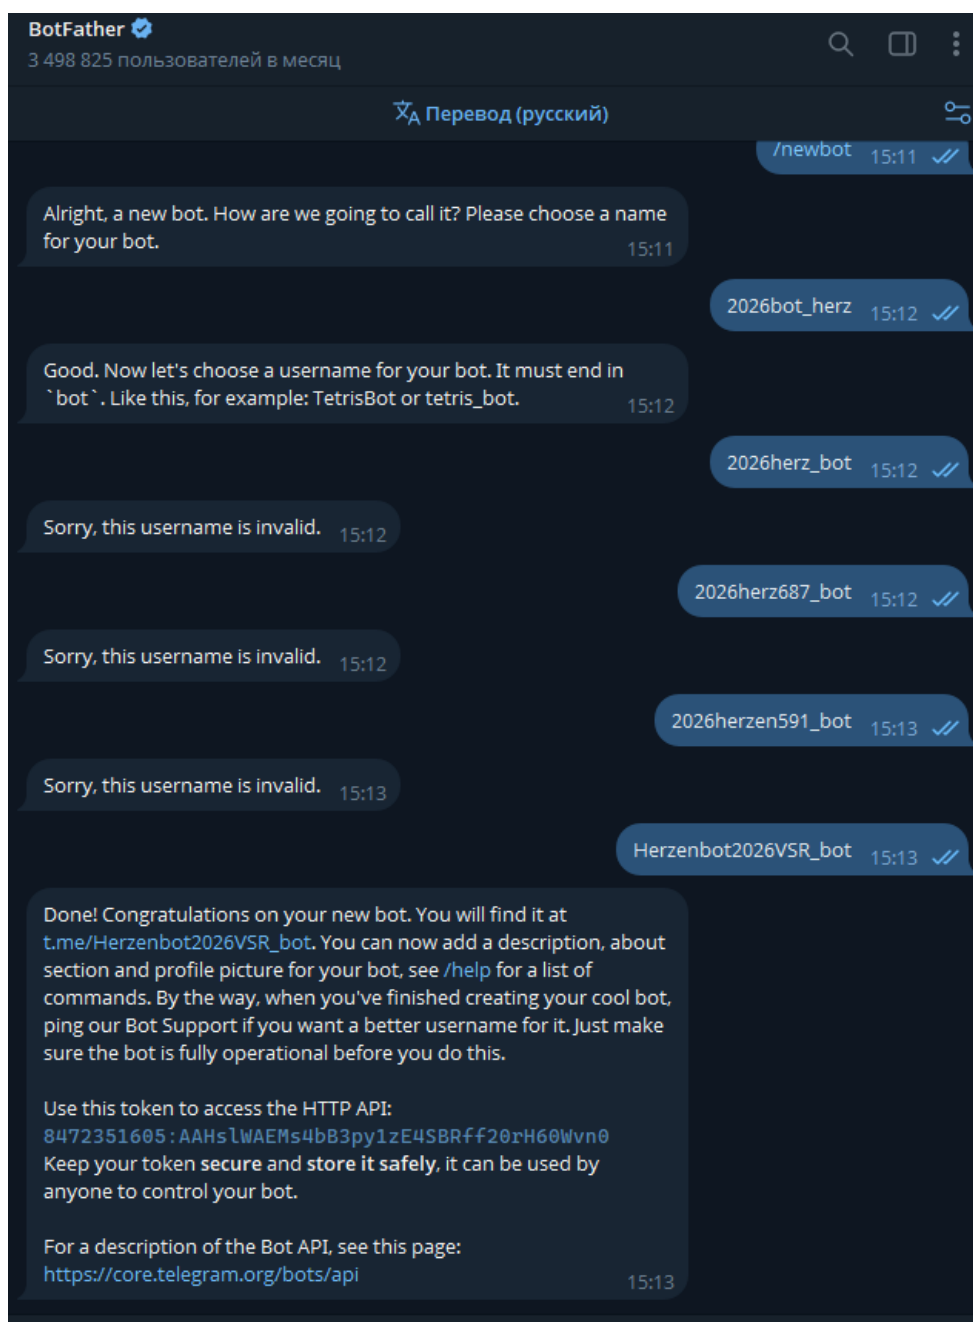 BotFather
3 498 825 пользователей в месяц
Перевод (русский)
/newbot 15:11
Alright, a new bot. How are we going to call it? Please choose a name
for your bot.
15:11
2026bot_herz 15:12
Good. Now let's choose a username for your bot. It must end in
`bot`. Like this, for example: TetrisBot or tetris_bot.
15:12
2026herz_bot 15:12
Sorry, this username is invalid. 15:12
2026herz687_bot 15:12
Sorry, this username is invalid. 15:12
2026herzen591_bot 15:13
Sorry, this username is invalid. 15:13
Herzenbot2026VSR_bot 15:13
Done! Congratulations on your new bot. You will find it at
t.me/Herzenbot2026VSR_bot. You can now add a description, about
section and profile picture for your bot, see /help for a list of
commands. By the way, when you've finished creating your cool bot,
ping our Bot Support if you want a better username for it. Just make
sure the bot is fully operational before you do this.
Use this token to access the HTTP API:
8472351605:AAHslWAEMs4bB3py1zE4SBRff20rH60Wvn0
Keep your token secure and store it safely, it can be used by
anyone to control your bot.
For a description of the Bot API, see this page:
https://core.telegram.org/bots/api
15:13